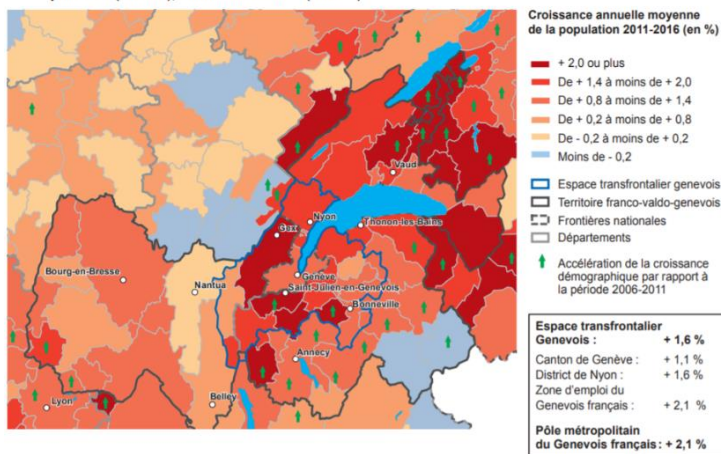 Croissance annuelle moyenne
de la population 2011-2016 (en %)
+ 2,0 ou plus
De + 1,4 à moins de + 2,0
De + 0,8 à moins de + 1,4
De + 0,2 à moins de + 0,8
De - 0,2 à moins de + 0,2
Moins de - 0,2
Espace transfrontalier genevois
Territoire franco-valdo-genevois
Frontières nationales
Départements
Accélération de la croissance
démographique par rapport à
la période 2006-2011
Espace transfrontalier
Genevois : + 1,6 %
Canton de Genève : + 1,1 %
District de Nyon : + 1,6 %
Zone d'emploi du
Genevois français : + 2,1 %
Pôle métropolitain
du Genevois français : + 2,1 %
Vaud
Nyon
Thonon-les-Bains
Gex
Bourg-en-Bresse
Genève
Nantua
Saint-Julien-en-Genevois
Bonneville
Annecy
Lyon
Belley